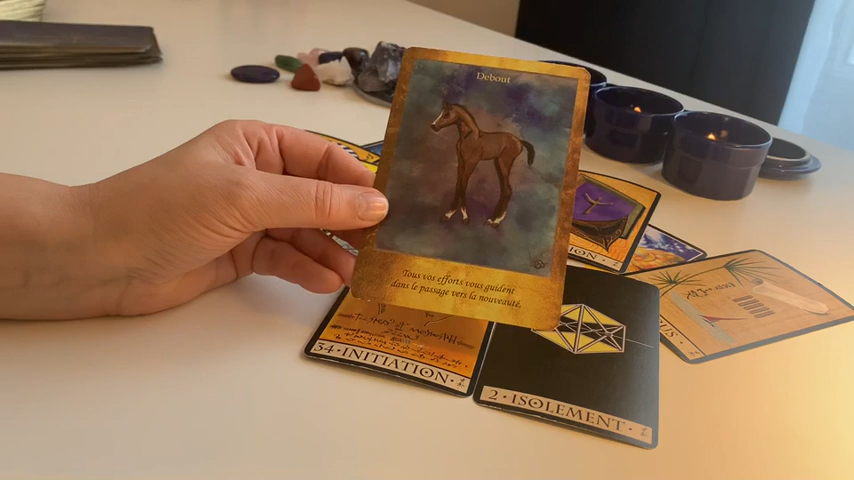 Debout
Tous vos efforts vous guident
dans le passage vers la nouveauté.
34 · INITIATION ·
2 · ISOLEMENT ·